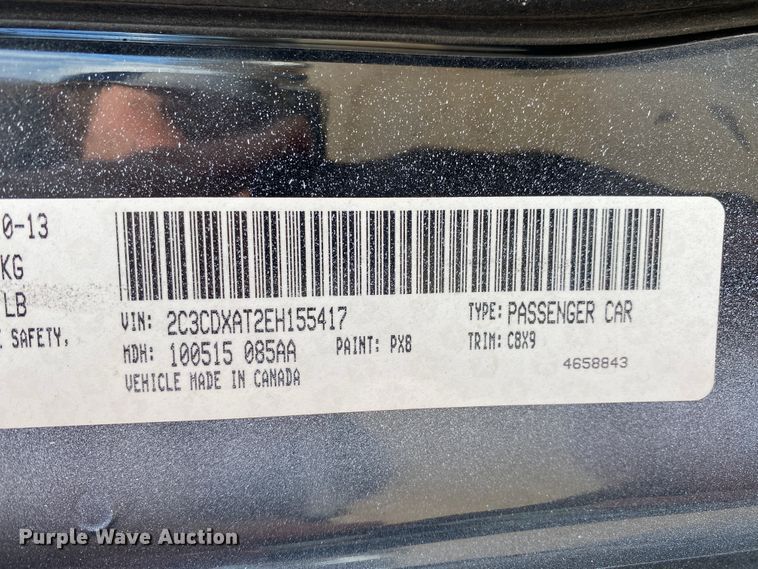 0-13
KG
LB
SAFETY,
VIN: 2C3CDXAT2EH155417
TYPE: PASSENGER CAR
MDH: 100515 085AA
PAINT: PX8
TRIM: C8X9
VEHICLE MADE IN CANADA
4658843
Purple Wave Auction